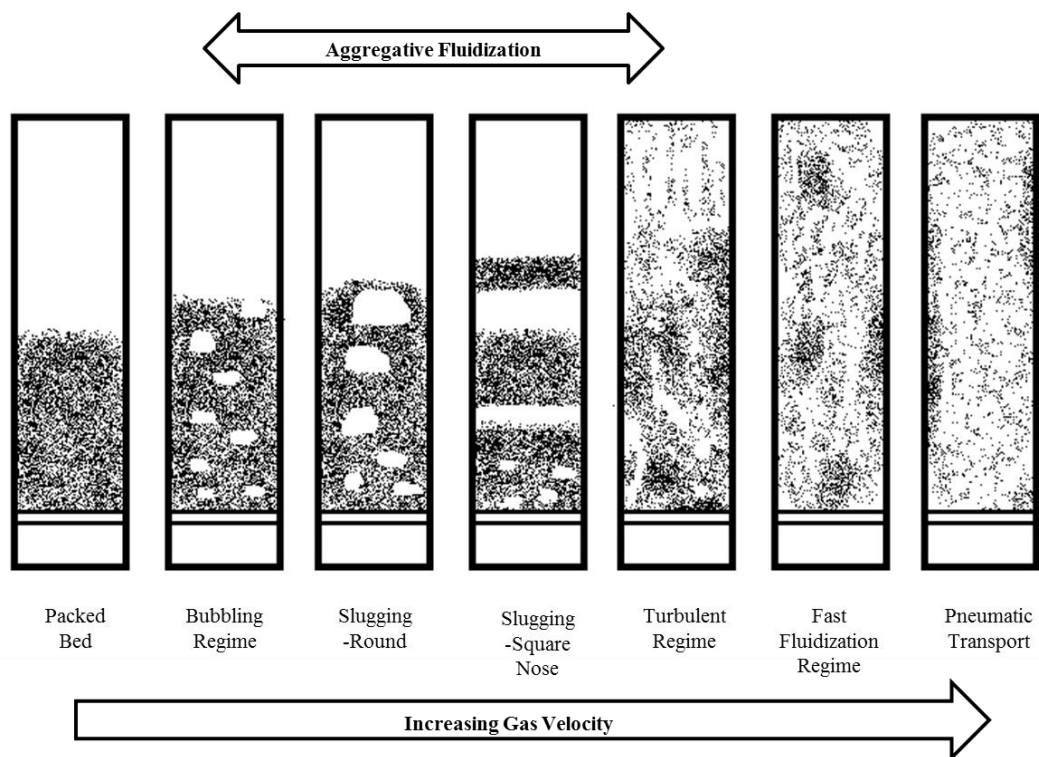 Aggregative Fluidization
Packed
Bed
Bubbling
Regime
Slugging
-Round
Slugging
-Square
Nose
Turbulent
Regime
Fast
Fluidization
Regime
Pneumatic
Transport
Increasing Gas Velocity